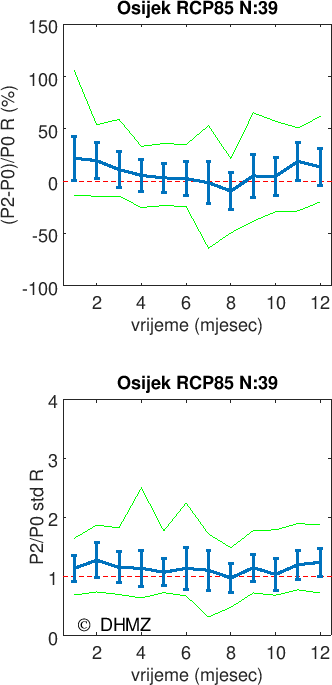 Osijek RCP85 N:39
(P2-P0)/P0 R (%)
150
100
50
0
-50
-100
2 4 6 8 10 12
vrijeme (mjesec)
Osijek RCP85 N:39
P2/P0 std R
4
3
2
1
0
© DHMZ
2 4 6 8 10 12
vrijeme (mjesec)